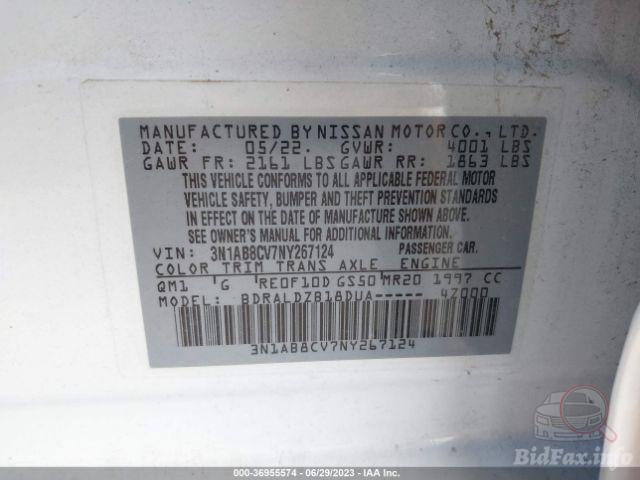 MANUFACTURED BY NISSAN MOTOR CO., LTD.
DATE: 05/22. GVWR: 4001 LBS
GAWR FR: 2161 LBS GAWR RR: 1863 LBS
THIS VEHICLE CONFORMS TO ALL APPLICABLE FEDERAL MOTOR
VEHICLE SAFETY, BUMPER AND THEFT PREVENTION STANDARDS
IN EFFECT ON THE DATE OF MANUFACTURE SHOWN ABOVE.
SEE OWNER'S MANUAL FOR ADDITIONAL INFORMATION.
VIN: 3N1AB8CV7NY267124 PASSENGER CAR.
COLOR TRIM TRANS AXLE ENGINE
QM1 G RE0F10D GS50 MR20 1997 CC
MODEL: BDRALDZB18DUA----- 4Z000
3N1AB8CV7NY267124
BidFax.info
000-36955574 / 06/29/2023 - IAA Inc.